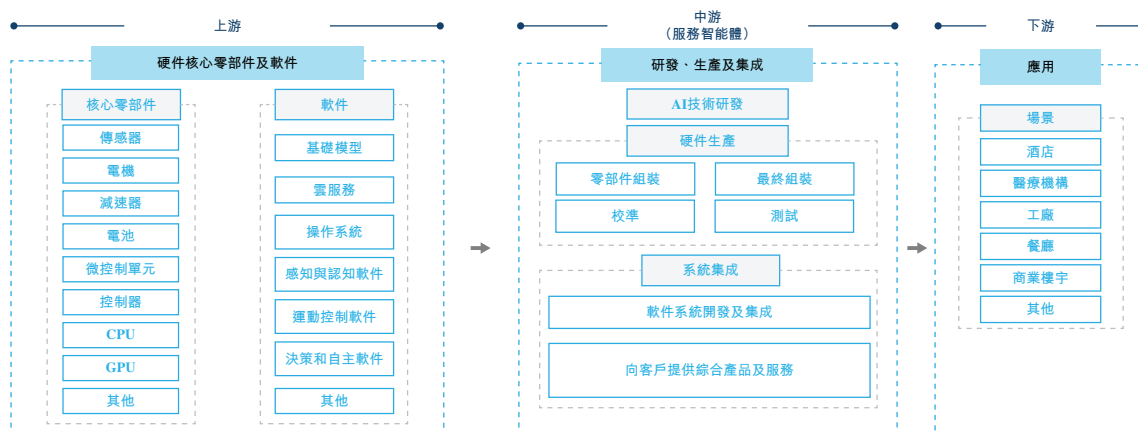 上游
硬件核心零部件及軟件
核心零部件
傳感器
電機
減速器
電池
微控制單元
控制器
CPU
GPU
其他
軟件
基礎模型
雲服務
操作系統
感知與認知軟件
運動控制軟件
決策和自主軟件
其他
中游
（服務智能體）
研發、生產及集成
AI技術研發
硬件生產
零部件組裝
最終組裝
校準
測試
系統集成
軟件系統開發及集成
向客戶提供綜合產品及服務
下游
應用
場景
酒店
醫療機構
工廠
餐廳
商業樓宇
其他